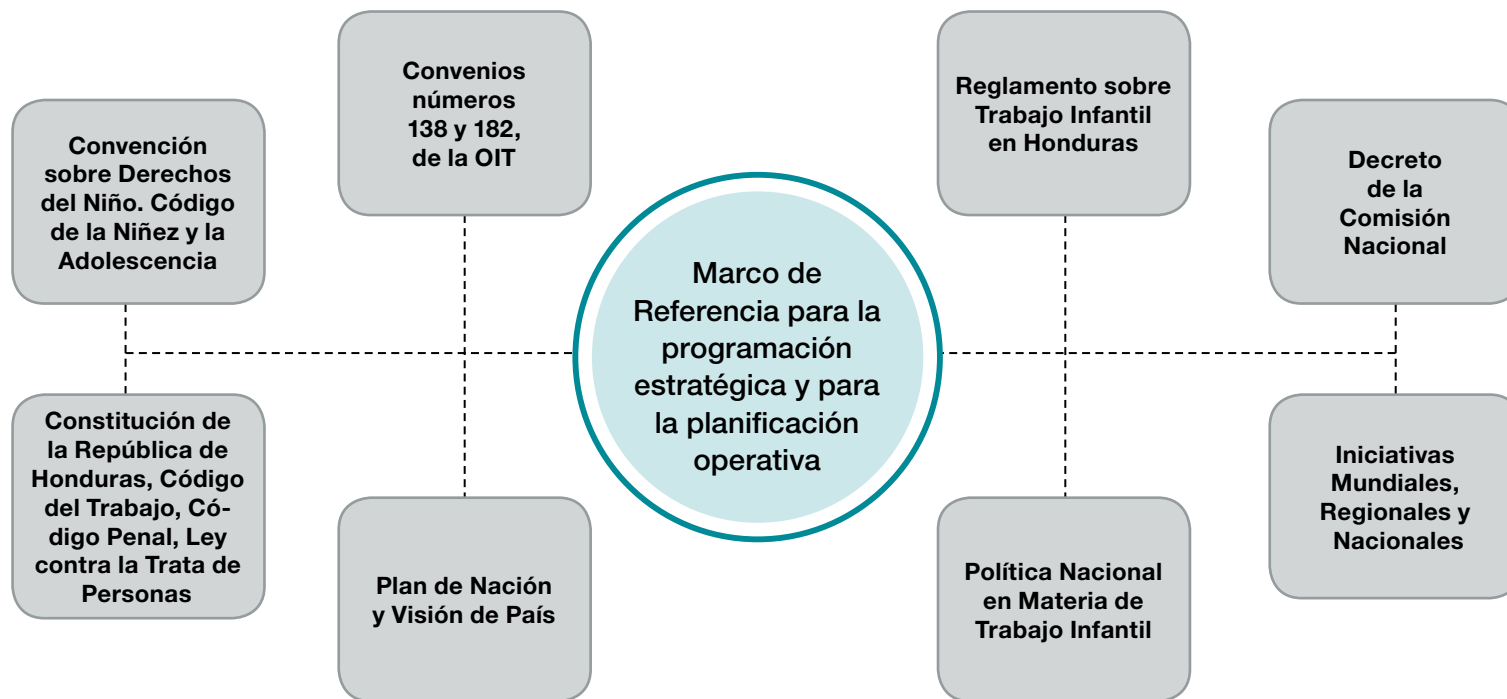 Convención
sobre Derechos
del Niño. Código
de la Niñez y la
Adolescencia
Convenios
números
138 y 182,
de la OIT
Reglamento sobre
Trabajo Infantil
en Honduras
Decreto
de la
Comisión
Nacional
Marco de
Referencia para la
programación
estratégica y para
la planificación
operativa
Constitución de
la República de
Honduras, Código
del Trabajo, Có-
digo Penal, Ley
contra la Trata de
Personas
Plan de Nación
y Visión de País
Política Nacional
en Materia de
Trabajo Infantil
Iniciativas
Mundiales,
Regionales y
Nacionales